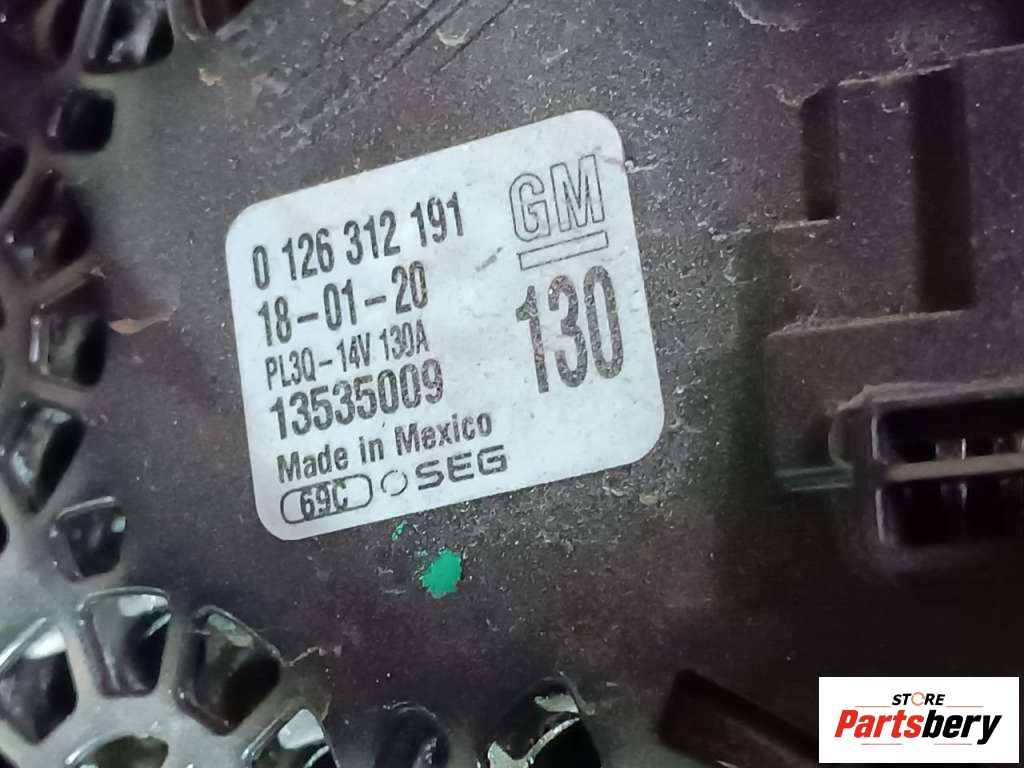 0 126 312 191
18-01-20
PL3Q-14V 130A
13535009
Made in Mexico
69C SEG
GM
130
STORE
Partsbery